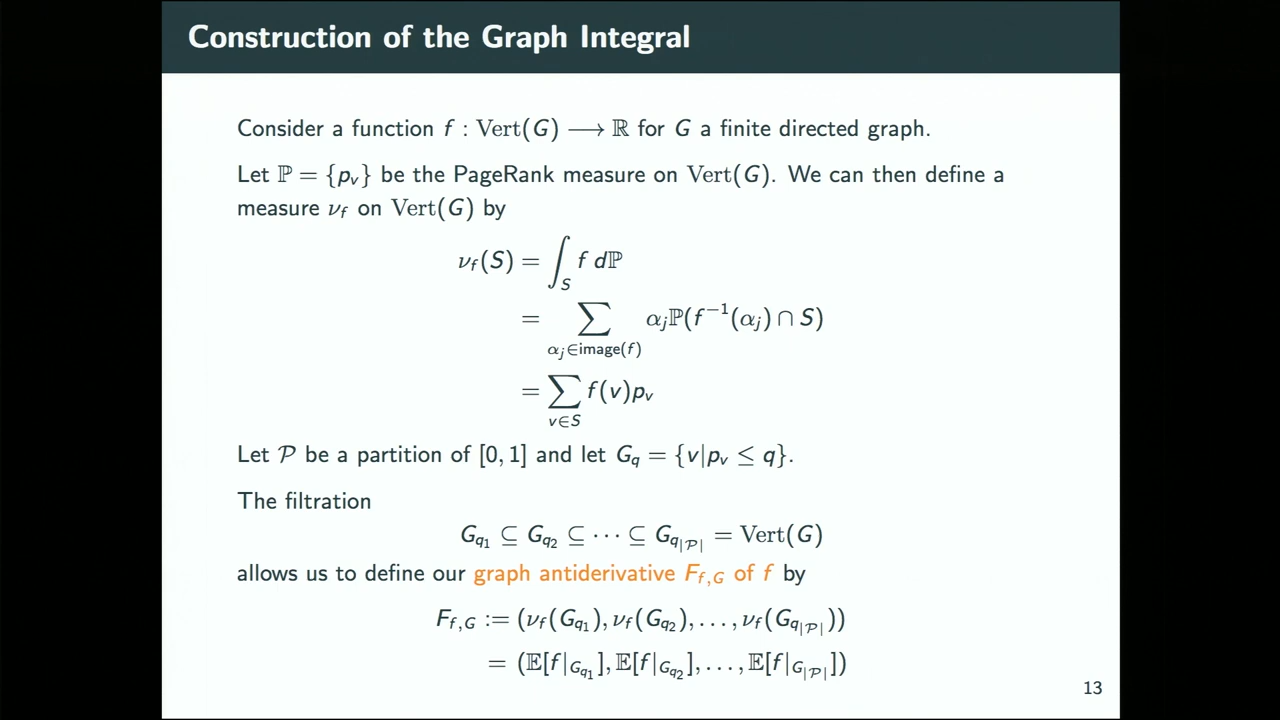 Construction of the Graph Integral
Consider a function f : Vert(G) ⟶ ℝ for G a finite directed graph.
Let ℙ = {p_v} be the PageRank measure on Vert(G). We can then define a
measure ν_f on Vert(G) by
ν_f(S) = ∫_S f dℙ
= ∑_{α_j∈image(f)} α_jℙ(f^{-1}(α_j) ∩ S)
= ∑_{v∈S} f(v)p_v
Let 𝒫 be a partition of [0, 1] and let G_q = {v|p_v ≤ q}.
The filtration
G_{q_1} ⊆ G_{q_2} ⊆ ⋯ ⊆ G_{q_{|𝒫|}} = Vert(G)
allows us to define our graph antiderivative F_{f,G} of f by
F_{f,G} := (ν_f(G_{q_1}), ν_f(G_{q_2}), . . . , ν_f(G_{q_{|𝒫|}}))
= (𝔼[f|_{G_{q_1}}], 𝔼[f|_{G_{q_2}}], . . . , 𝔼[f|_{G_{|𝒫|}}])
13